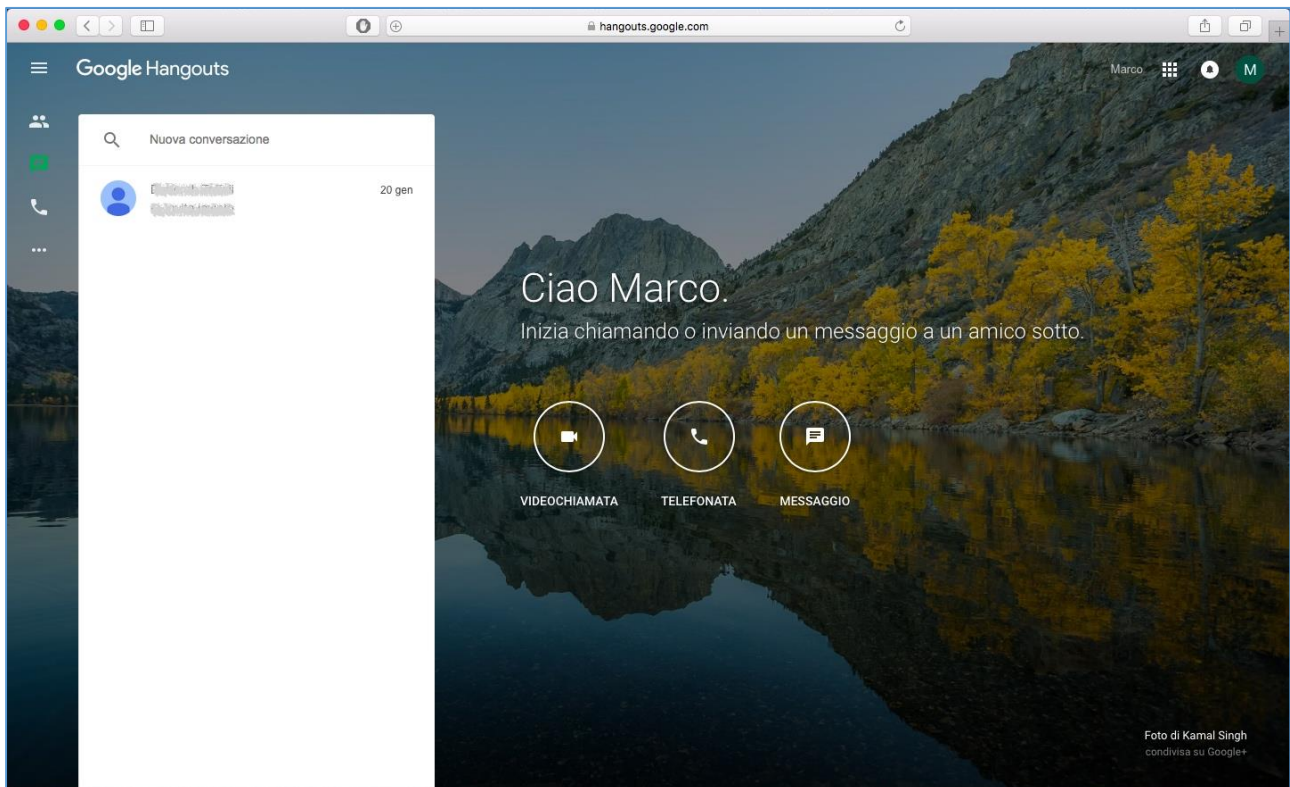 hangouts.google.com
Google Hangouts
Marco
M
Nuova conversazione
20 gen
Ciao Marco.
Inizia chiamando o inviando un messaggio a un amico sotto.
VIDEOCHIAMATA TELEFONATA MESSAGGIO
Foto di Kamal Singh
condivisa su Google+